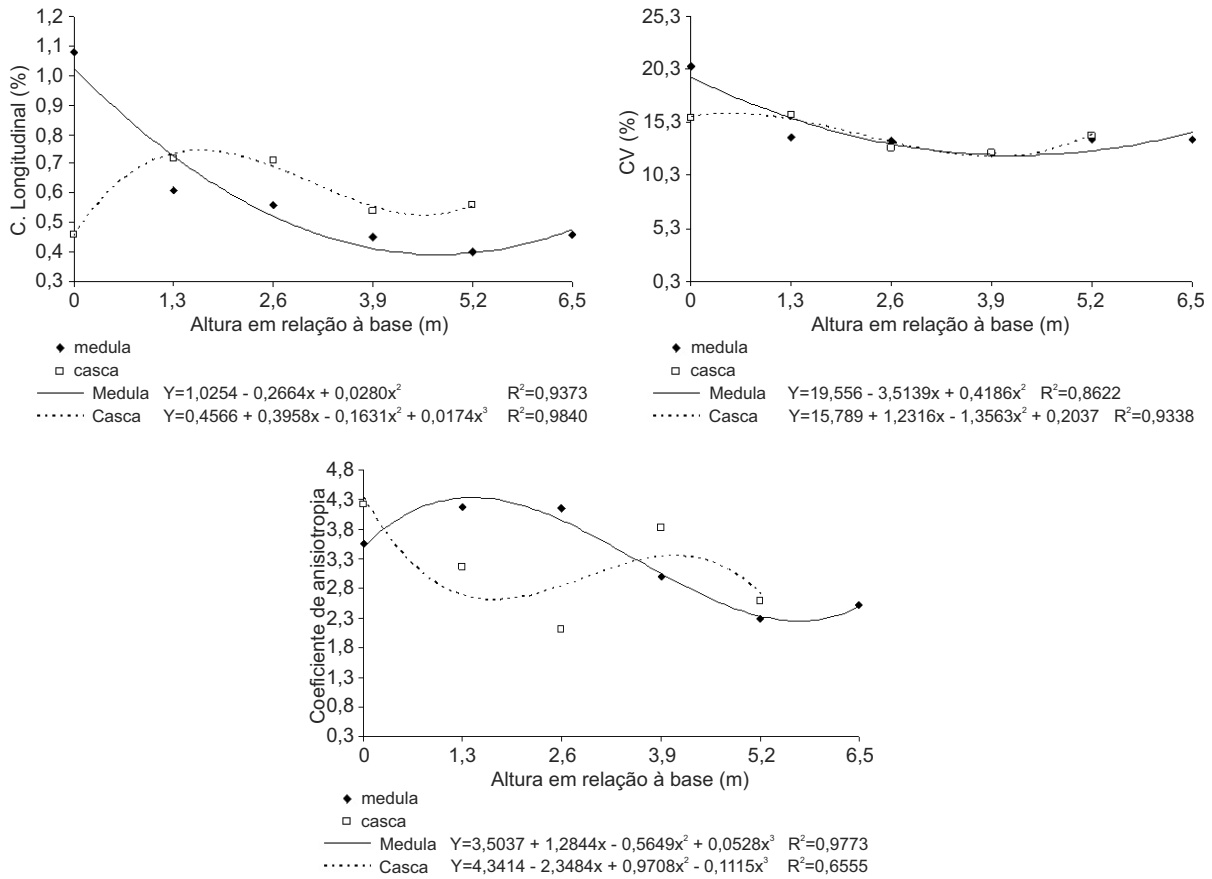 C. Longitudinal (%)
1,2
1,1
1,0
0,9
0,8
0,7
0,6
0,5
0,4
0,3
0 1,3 2,6 3,9 5,2 6,5
Altura em relação à base (m)
medula
casca
Medula Y=1,0254 - 0,2664x + 0,0280x² R²=0,9373
Casca Y=0,4566 + 0,3958x - 0,1631x² + 0,0174x³ R²=0,9840
CV (%)
25,3
20,3
15,3
10,3
5,3
0,3
0 1,3 2,6 3,9 5,2 6,5
Altura em relação à base (m)
medula
casca
Medula Y=19,556 - 3,5139x + 0,4186x² R²=0,8622
Casca Y=15,789 + 1,2316x - 1,3563x² + 0,2037 R²=0,9338
Coeficiente de anisiotropia
4,8
4,3
3,8
3,3
2,8
2,3
1,8
1,3
0,8
0,3
0 1,3 2,6 3,9 5,2 6,5
Altura em relação à base (m)
medula
casca
Medula Y=3,5037 + 1,2844x - 0,5649x² + 0,0528x³ R²=0,9773
Casca Y=4,3414 - 2,3484x + 0,9708x² - 0,1115x³ R²=0,6555